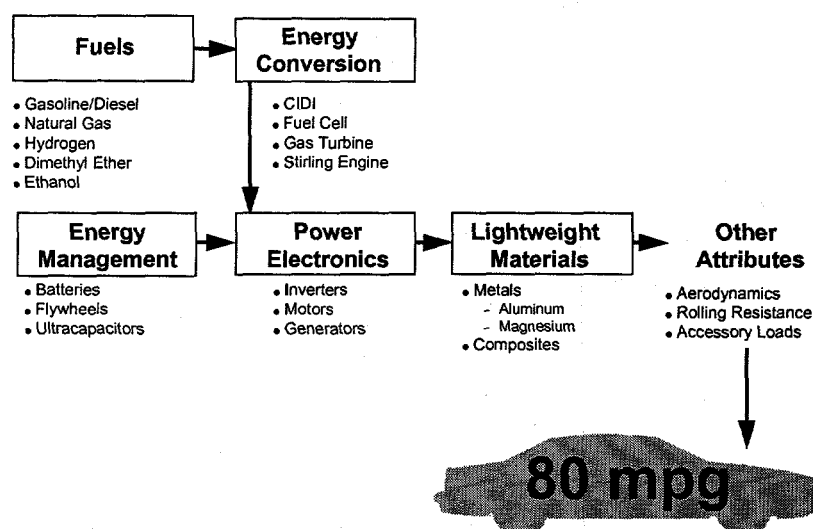 Fuels
Energy
Conversion
• Gasoline/Diesel
• Natural Gas
• Hydrogen
• Dimethyl Ether
• Ethanol
• CIDI
• Fuel Cell
• Gas Turbine
• Stirling Engine
Energy
Management
Power
Electronics
Lightweight
Materials
Other
Attributes
• Batteries
• Flywheels
• Ultracapacitors
• Inverters
• Motors
• Generators
• Metals
- Aluminum
- Magnesium
• Composites
• Aerodynamics
• Rolling Resistance
• Accessory Loads
80 mpg